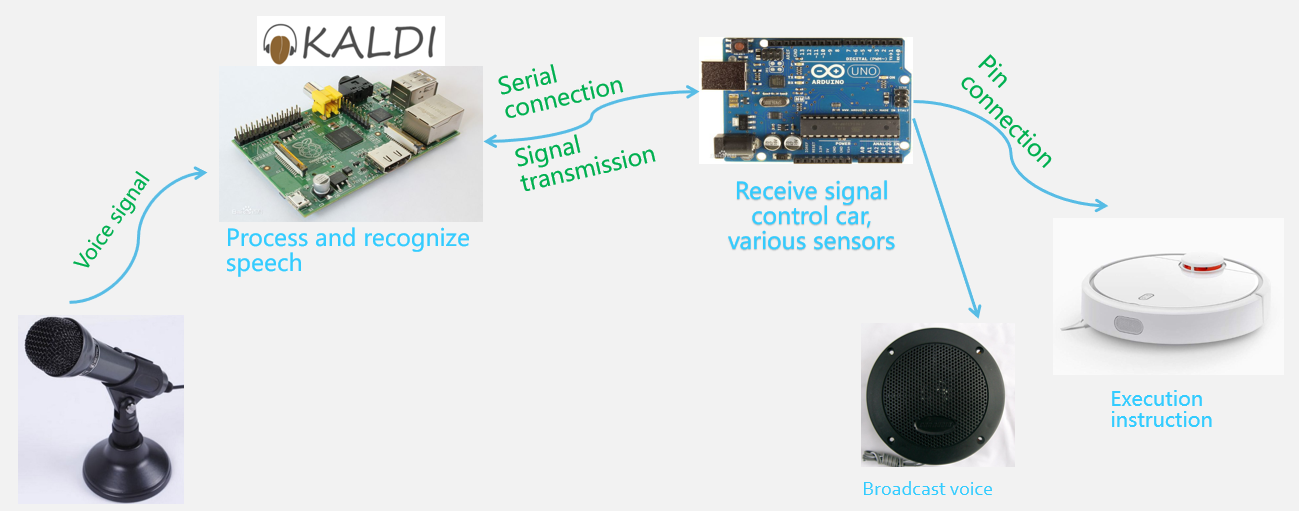 KALDI
Serial
connection
Signal
transmission
Voice signal
Process and recognize
speech
UNO
ARDUINO
Receive signal
control car,
various sensors
Pin
connection
Broadcast voice
Execution
instruction